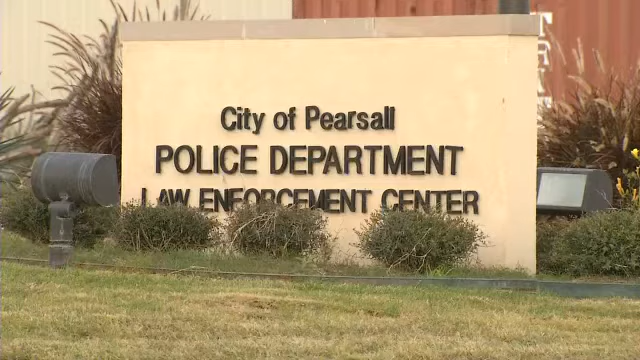 City of Pearsall
POLICE DEPARTMENT
LAW ENFORCEMENT CENTER